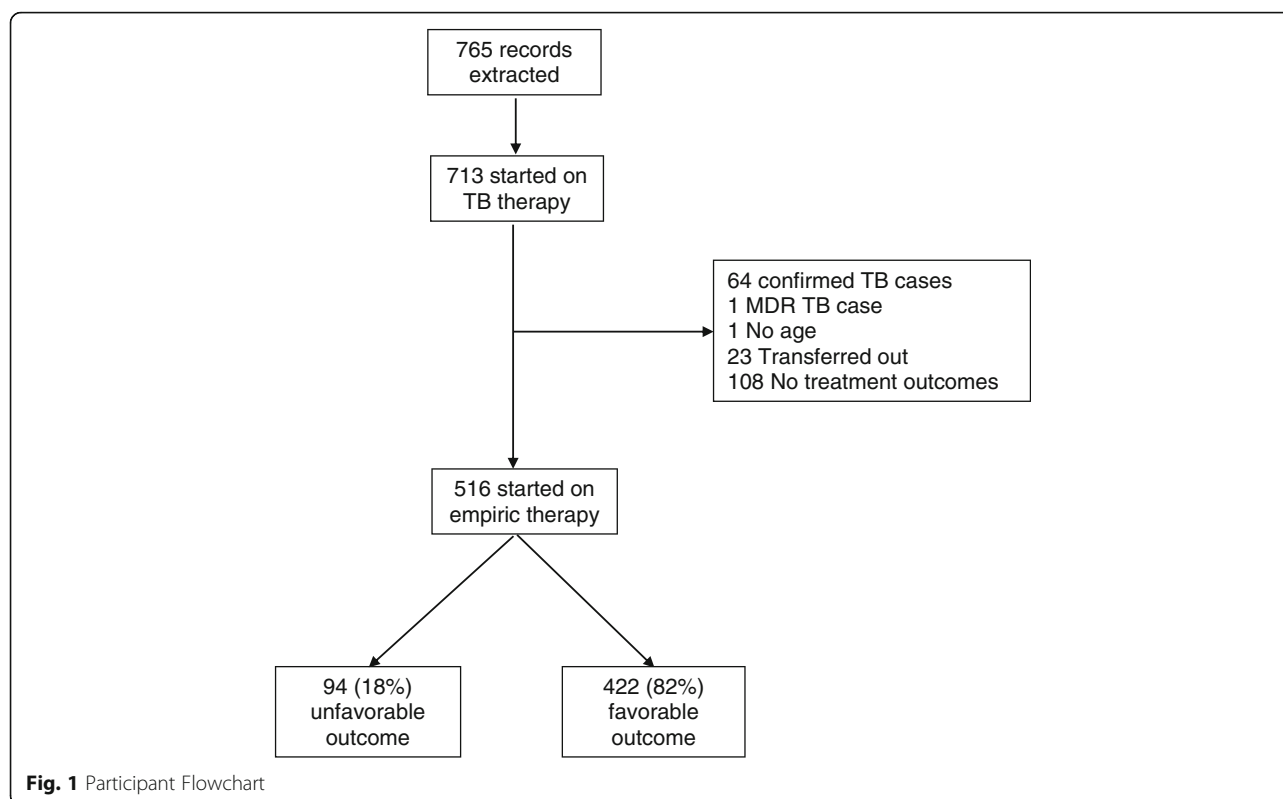 765 records
extracted
713 started on
TB therapy
64 confirmed TB cases
1 MDR TB case
1 No age
23 Transferred out
108 No treatment outcomes
516 started on
empiric therapy
94 (18%)
unfavorable
outcome
422 (82%)
favorable
outcome
Fig. 1 Participant Flowchart